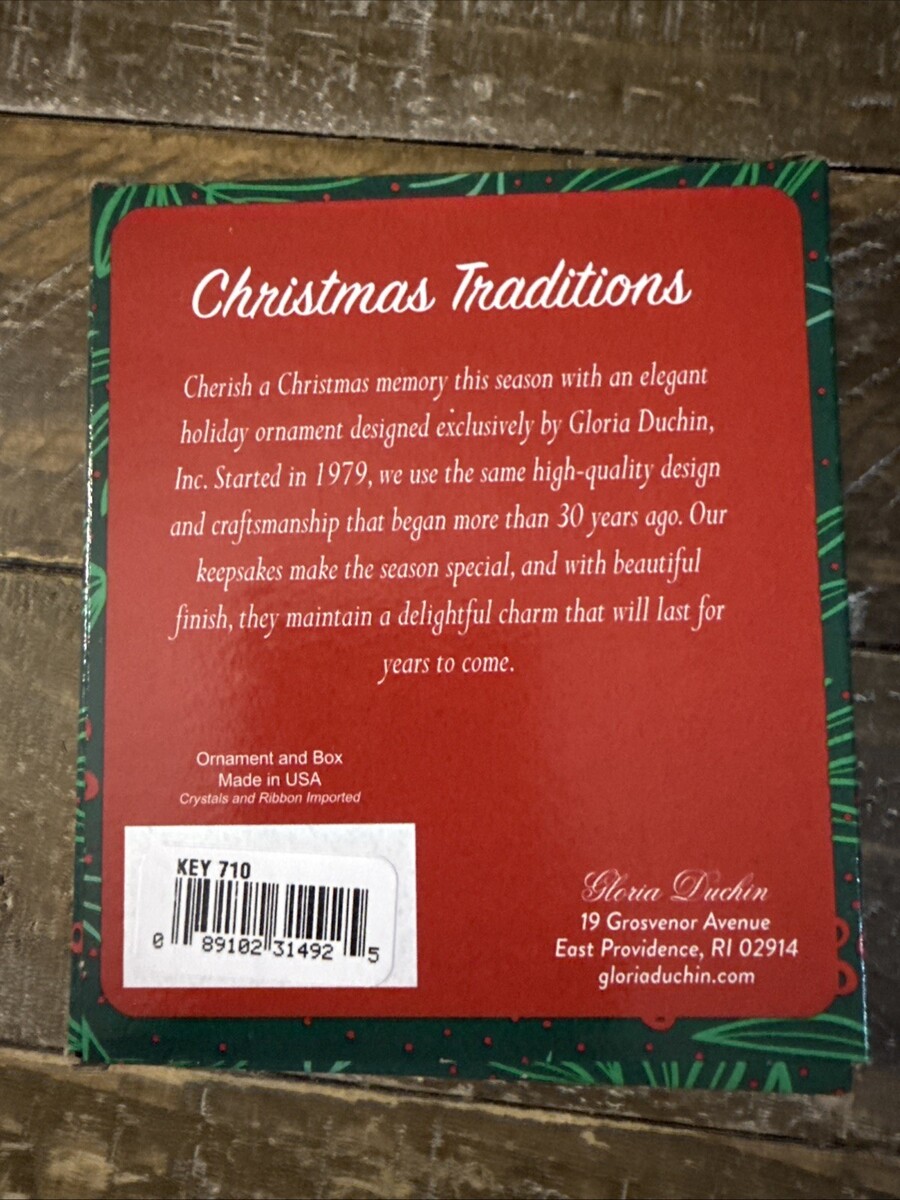 Christmas Traditions
Cherish a Christmas memory this season with an elegant
holiday ornament designed exclusively by Gloria Duchin,
Inc. Started in 1979, we use the same high-quality design
and craftsmanship that began more than 30 years ago. Our
keepsakes make the season special, and with beautiful
finish, they maintain a delightful charm that will last for
years to come.
Ornament and Box
Made in USA
Crystals and Ribbon Imported
KEY 710
0 89102 31492 5
Gloria Duchin
19 Grosvenor Avenue
East Providence, RI 02914
gloriaduchin.com